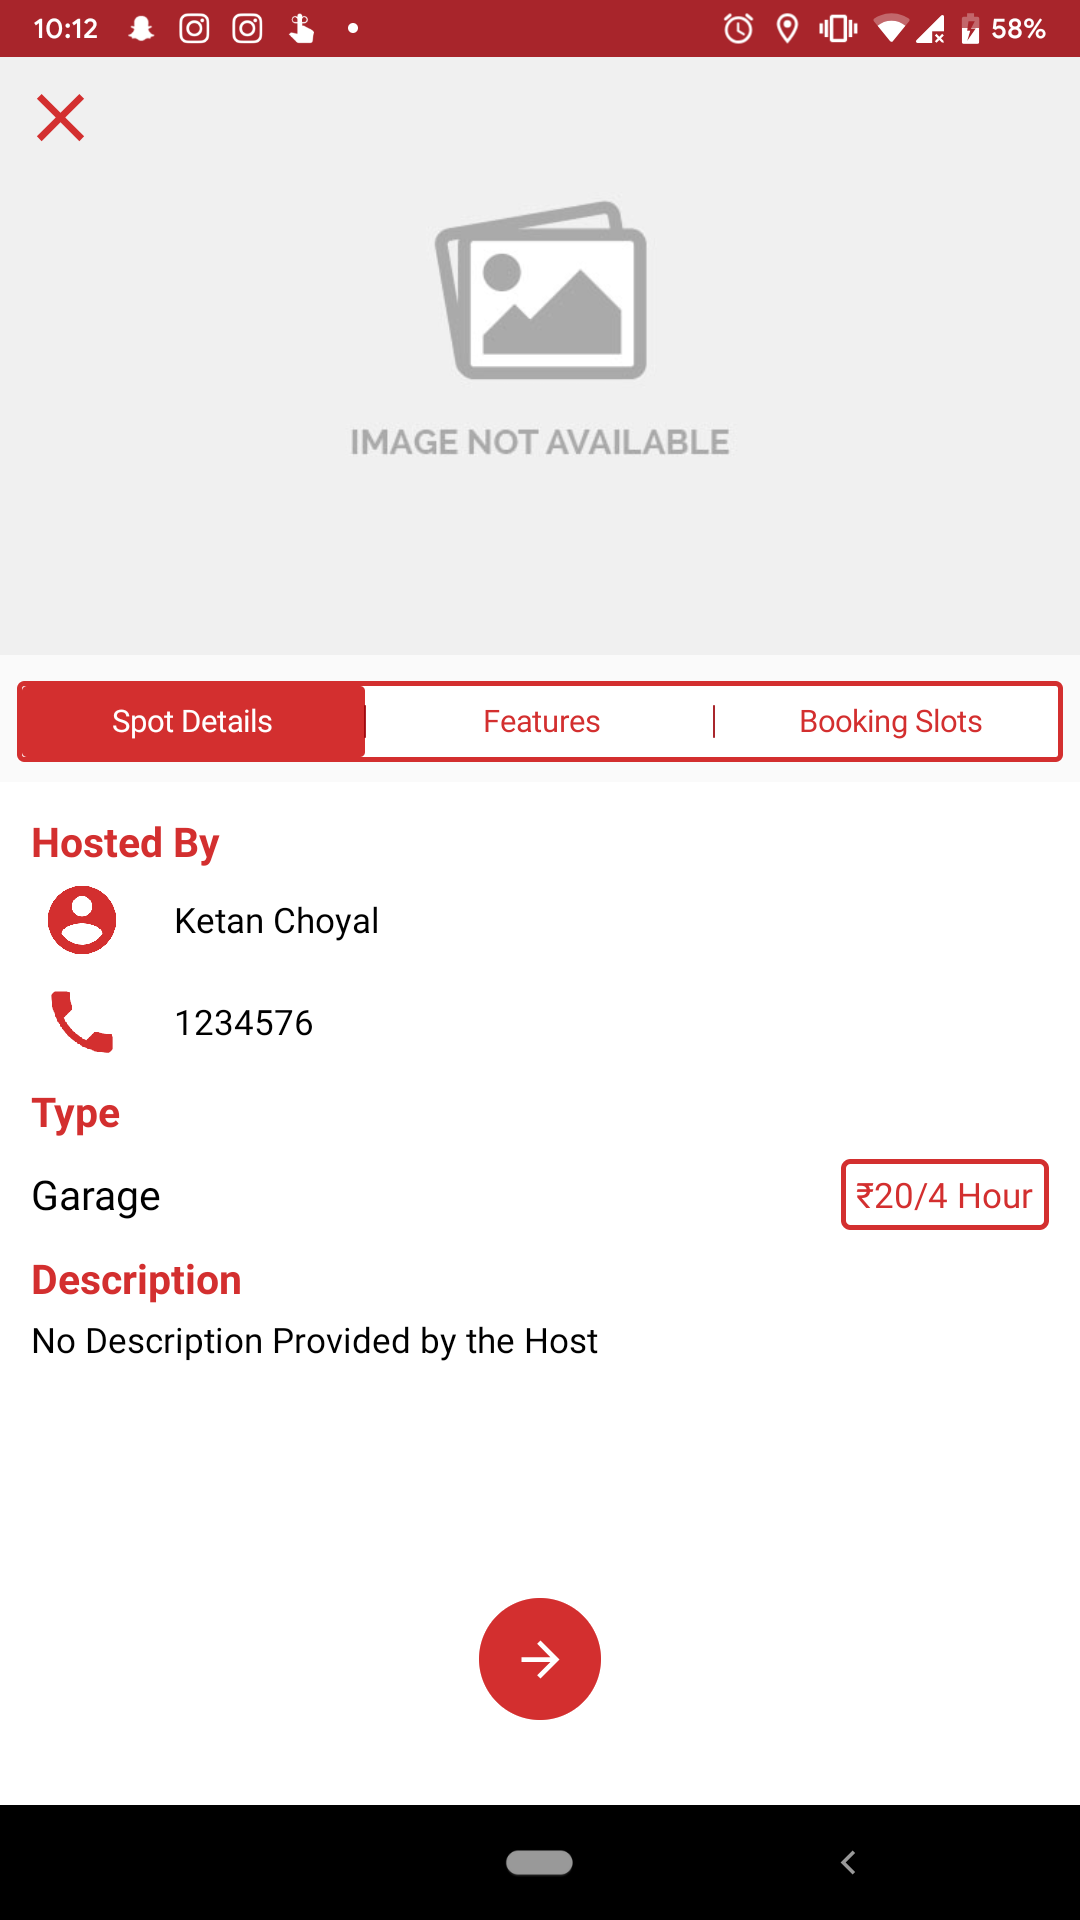 10:12 58%
IMAGE NOT AVAILABLE
Spot Details Features Booking Slots
Hosted By
Ketan Choyal
1234576
Type
Garage ₹20/4 Hour
Description
No Description Provided by the Host